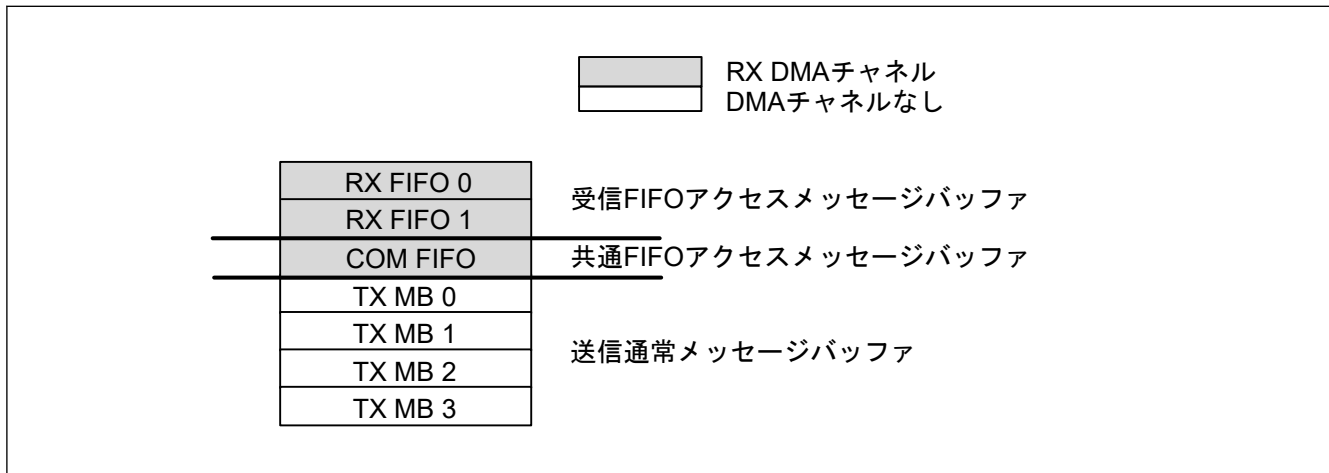 RX DMAチャネル
DMAチャネルなし
RX FIFO 0
受信FIFOアクセスメッセージバッファ
RX FIFO 1
COM FIFO
共通FIFOアクセスメッセージバッファ
TX MB 0
TX MB 1
送信通常メッセージバッファ
TX MB 2
TX MB 3